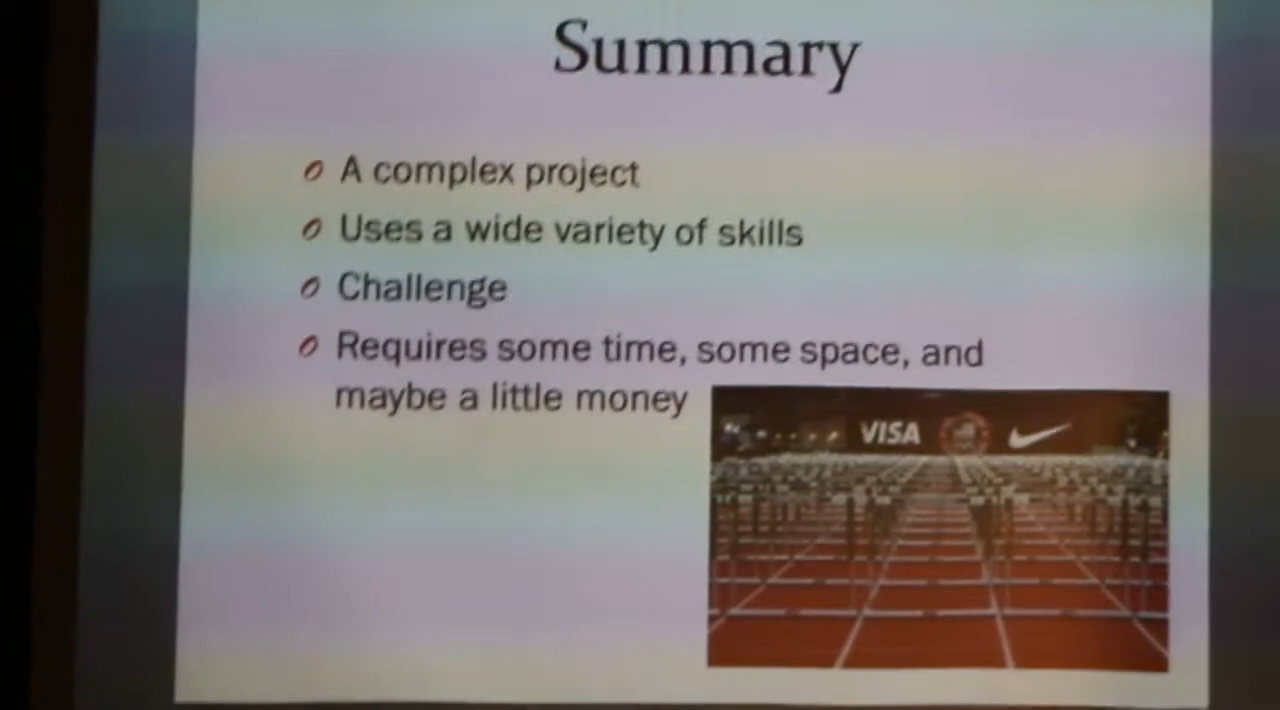 Summary
A complex project
Uses a wide variety of skills
Challenge
Requires some time, some space, and
maybe a little money
VISA